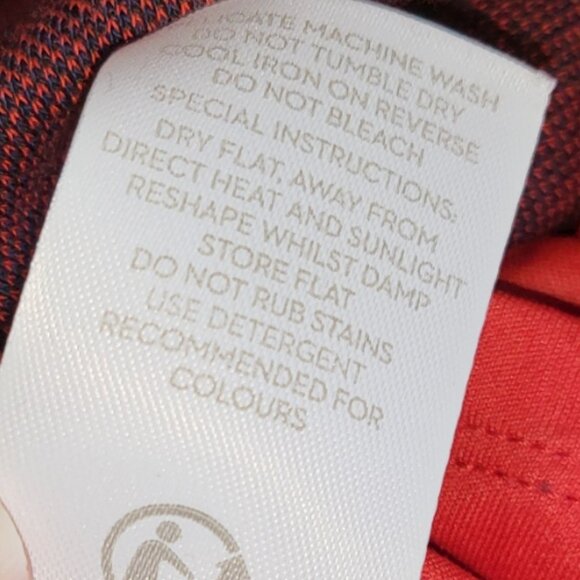 DELICATE MACHINE WASH
DO NOT TUMBLE DRY
COOL IRON ON REVERSE
DO NOT BLEACH
SPECIAL INSTRUCTIONS:
DRY FLAT, AWAY FROM
DIRECT HEAT AND SUNLIGHT
RESHAPE WHILST DAMP
STORE FLAT
DO NOT RUB STAINS
USE DETERGENT
RECOMMENDED FOR
COLOURS